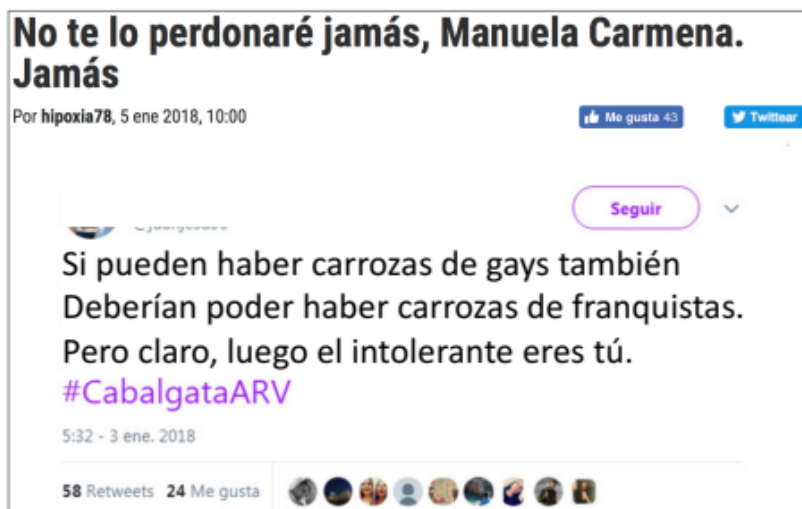 No te lo perdonaré jamás, Manuela Carmena.
Jamás
Por hipoxia78, 5 ene 2018, 10:00
Me gusta 43
Twittear
Seguir
Si pueden haber carrozas de gays también
Deberían poder haber carrozas de franquistas.
Pero claro, luego el intolerante eres tú.
#CabalgataARV
5:32 - 3 ene. 2018
58 Retweets 24 Me gusta